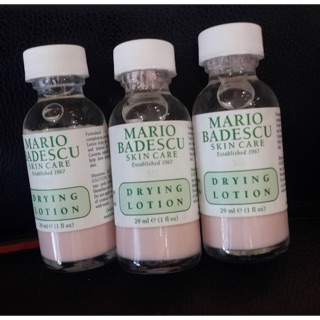 MARIO
BADESCU
SKIN CARE
Established 1967
DRYING
LOTION
29 ml ℮ (1 fl oz)
MARIO
BADESCU
SKIN CARE
Established 1967
DRYING
LOTION
29 ml ℮ (1 fl oz)
MARIO
BADESCU
SKIN CARE
Established 1967
DRYING
LOTION
29 ml ℮ (1 fl oz)